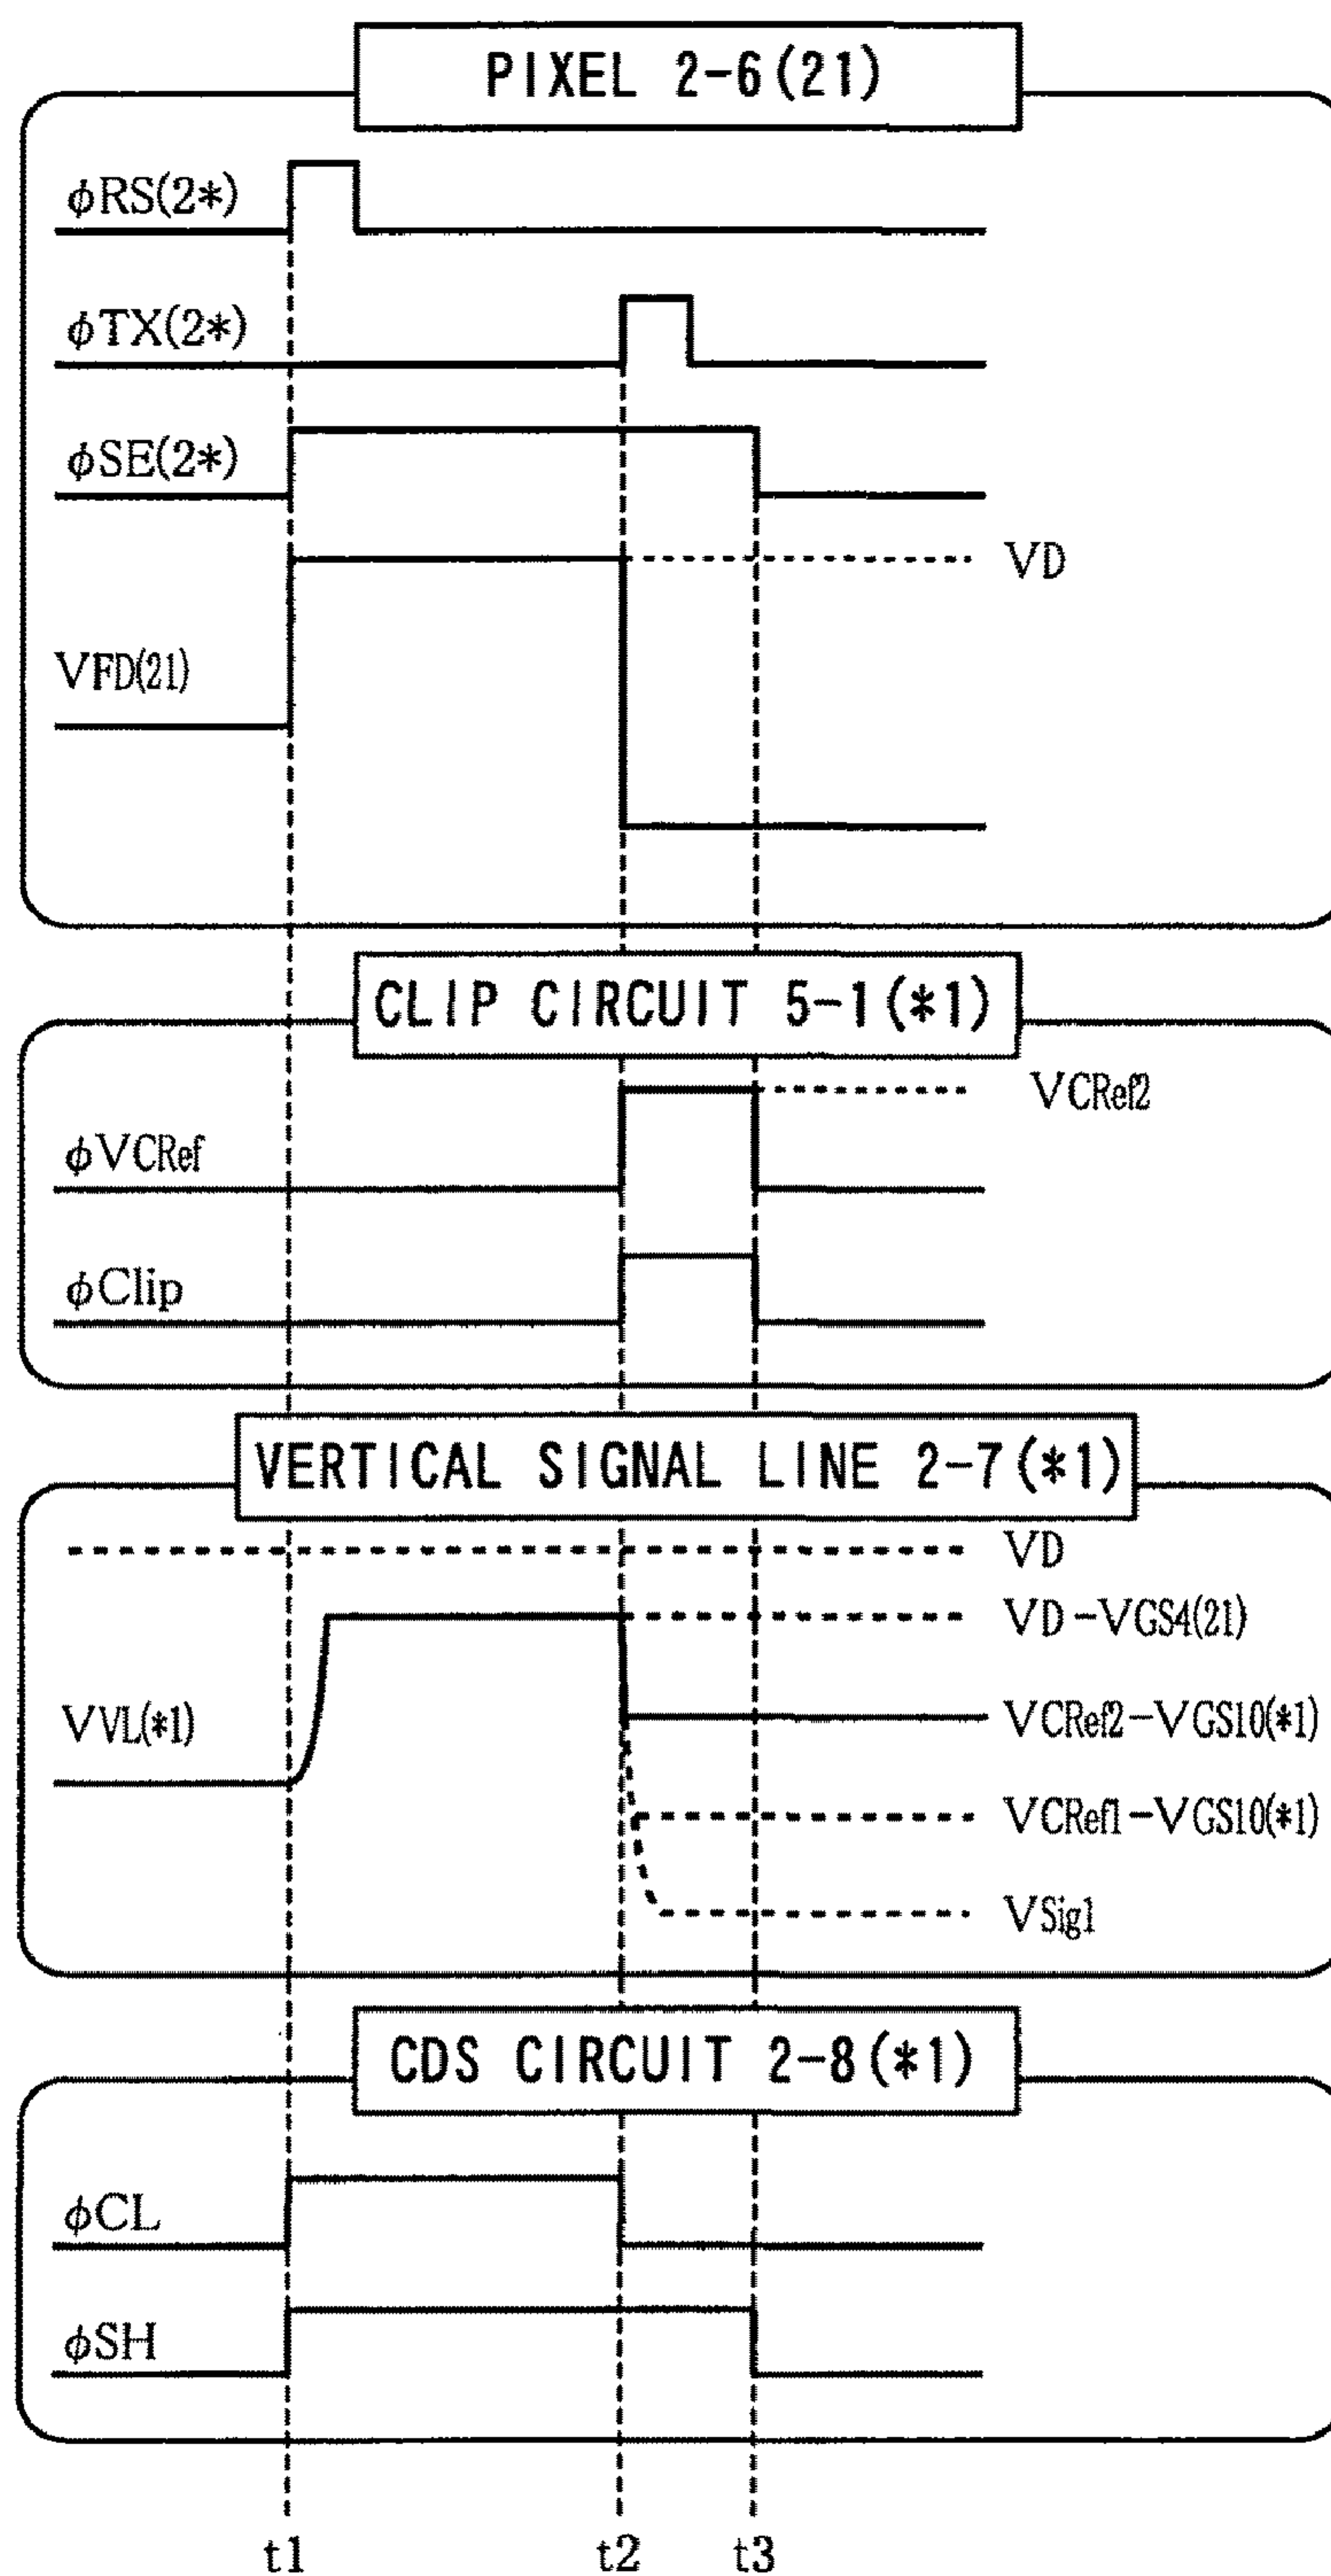 PIXEL 2-6(21)
φRS(2*)
φTX(2*)
φSE(2*)
VD
VFD(21)
CLIP CIRCUIT 5-1(*1)
VCRef2
φVCRef
φClip
VERTICAL SIGNAL LINE 2-7(*1)
VD
VD-VGS4(21)
VVL(*1)
VCRef2-VGS10(*1)
VCRef1-VGS10(*1)
VSig1
CDS CIRCUIT 2-8(*1)
φCL
φSH
t1 t2 t3